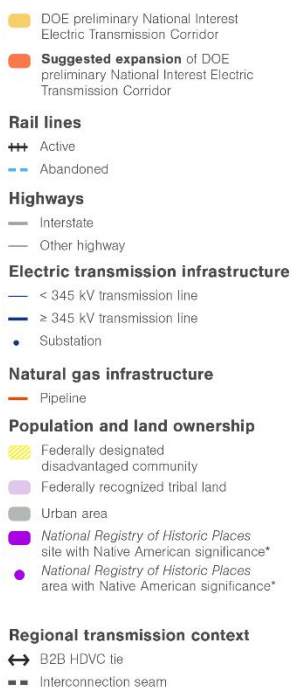 DOE preliminary National Interest
Electric Transmission Corridor
Suggested expansion of DOE
preliminary National Interest Electric
Transmission Corridor
Rail lines
Active
Abandoned
Highways
Interstate
Other highway
Electric transmission infrastructure
< 345 kV transmission line
≥ 345 kV transmission line
Substation
Natural gas infrastructure
Pipeline
Population and land ownership
Federally designated
disadvantaged community
Federally recognized tribal land
Urban area
National Registry of Historic Places
site with Native American significance*
National Registry of Historic Places
area with Native American significance*
Regional transmission context
B2B HDVC tie
Interconnection seam